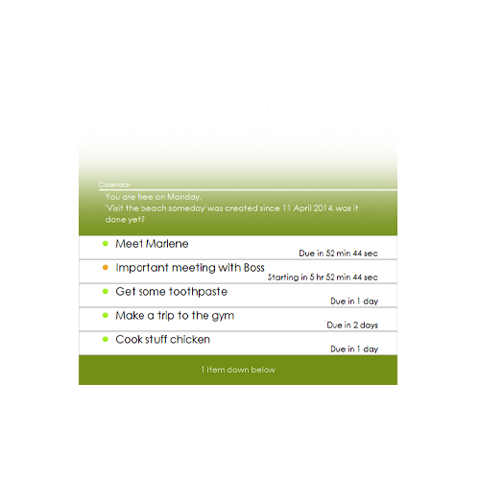 Calendar
You are free on Monday.
'Visit the beach someday' was created since 11 April 2014, was it
done yet?
Meet Marlene
Due in 52 min 44 sec
Important meeting with Boss
Starting in 5 hr 52 min 44 sec
Get some toothpaste
Due in 1 day
Make a trip to the gym
Due in 2 days
Cook stuff chicken
Due in 1 day
1 item down below